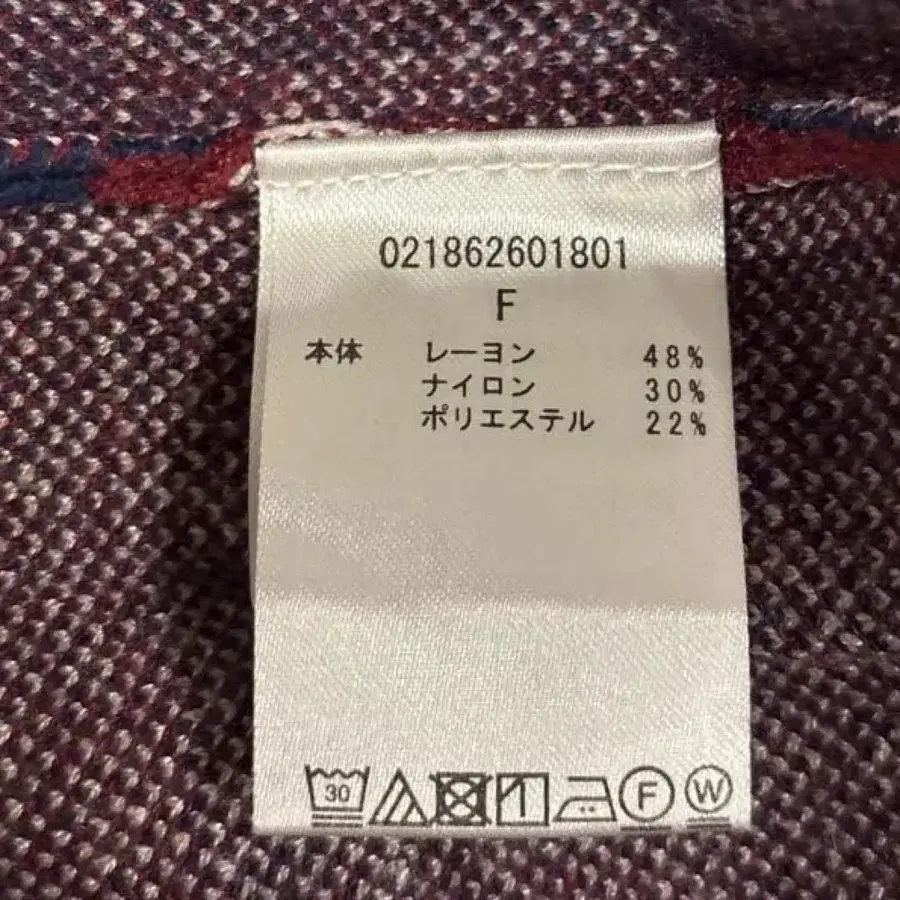 021862601801
F
本体 レーヨン 48%
ナイロン 30%
ポリエステル 22%
30 F W